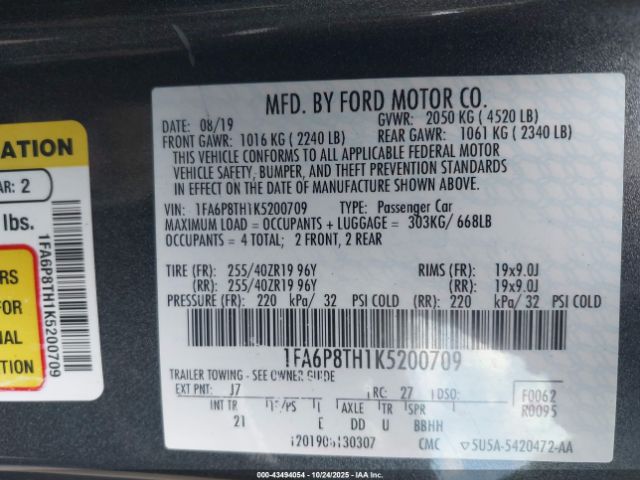 ATION
AR: 2
lbs.
ERS
FOR
NAL
ECTION
1FA6P8TH1K5200709
MFD. BY FORD MOTOR CO.
DATE: 08/19 GVWR: 2050 KG ( 4520 LB)
FRONT GAWR: 1016 KG ( 2240 LB) REAR GAWR: 1061 KG ( 2340 LB)
THIS VEHICLE CONFORMS TO ALL APPLICABLE FEDERAL MOTOR
VEHICLE SAFETY, BUMPER, AND THEFT PREVENTION STANDARDS
IN EFFECT ON THE DATE OF MANUFACTURE SHOWN ABOVE.
VIN: 1FA6P8TH1K5200709 TYPE: Passenger Car
MAXIMUM LOAD = OCCUPANTS + LUGGAGE = 303KG/ 668LB
OCCUPANTS = 4 TOTAL; 2 FRONT, 2 REAR
TIRE (FR): 255/40ZR19 96Y RIMS (FR): 19x9.0J
(RR): 255/40ZR19 96Y (RR): 19x9.0J
PRESSURE (FR): 220 kPa/ 32 PSI COLD (RR): 220 kPa/ 32 PSI COLD
1FA6P8TH1K5200709
TRAILER TOWING - SEE OWNER GUIDE
EXT PNT: J7 RC: 27 DSO: F0062
INT TR TP/PS AXLE TR SPR R0095
21 E DD U BBHH
CMC 5U5A-5420472-AA
000-43494054 | 10/24/2025 | IAAI Inc.